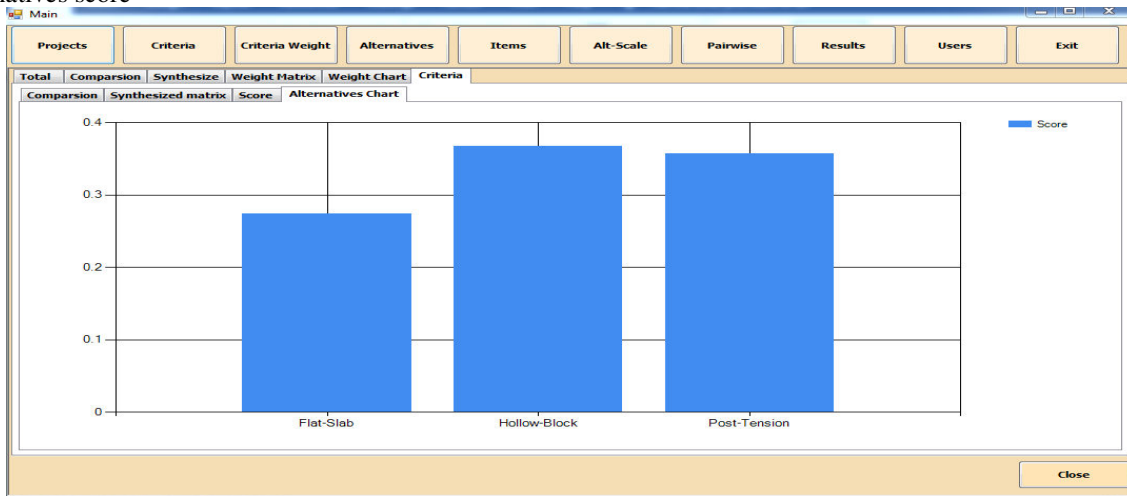 Main
Projects Criteria Criteria Weight Alternatives Items Alt-Scale Pairwise Results Users Exit
Total Comparsion Synthesize Weight Matrix Weight Chart Criteria
Comparsion Synthesized matrix Score Alternatives Chart
0.4
Score
0.3
0.2
0.1
0
Flat-Slab Hollow-Block Post-Tension
Close